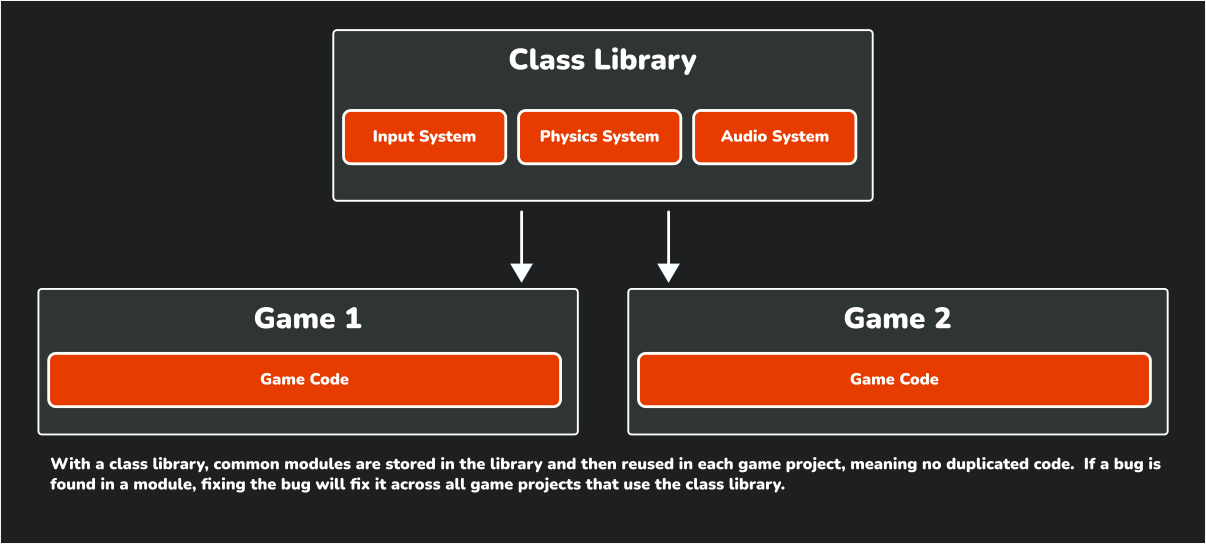 Class Library
Input System
Physics System
Audio System
Game 1
Game 2
Game Code
Game Code
With a class library, common modules are stored in the library and then reused in each game project, meaning no duplicated code.  If a bug is
found in a module, fixing the bug will fix it across all game projects that use the class library.